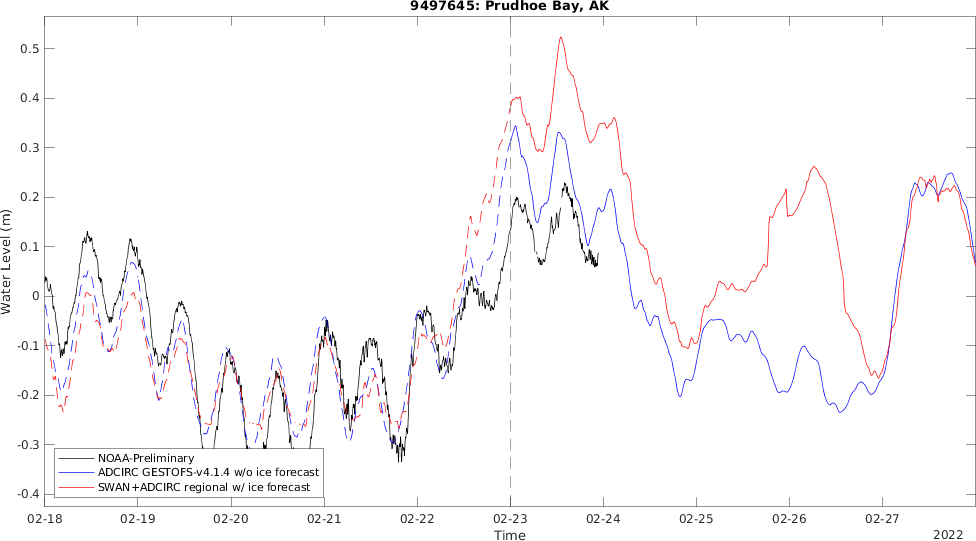 9497645: Prudhoe Bay, AK
Water Level (m)
0.5
0.4
0.3
0.2
0.1
0
-0.1
-0.2
-0.3
-0.4
NOAA-Preliminary
ADCIRC GESTOFS-v4.1.4 w/o ice forecast
SWAN+ADCIRC regional w/ ice forecast
02-18 02-19 02-20 02-21 02-22 02-23 02-24 02-25 02-26 02-27
Time
2022